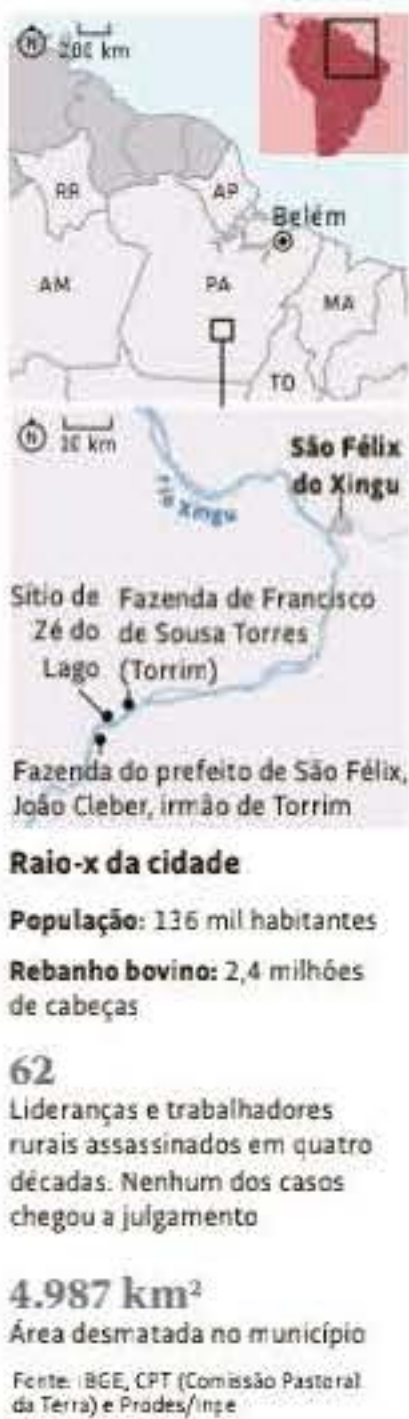 N
200 km
RR
AP
Belém
AM
PA
MA
TO
N
30 km
São Félix
do Xingu
rio Xingu
Sítio de
Zé do
Lago
Fazenda de Francisco
de Sousa Torres
(Torrim)
Fazenda do prefeito de São Félix,
João Cleber, irmão de Torrim
Raio-x da cidade
População: 136 mil habitantes
Rebanho bovino: 2,4 milhões
de cabeças
62
Lideranças e trabalhadores
rurais assassinados em quatro
décadas. Nenhum dos casos
chegou a julgamento
4.987 km²
Área desmatada no município
Fonte: IBGE, CPT (Comissão Pastoral
da Terra) e Prodes/Inpe